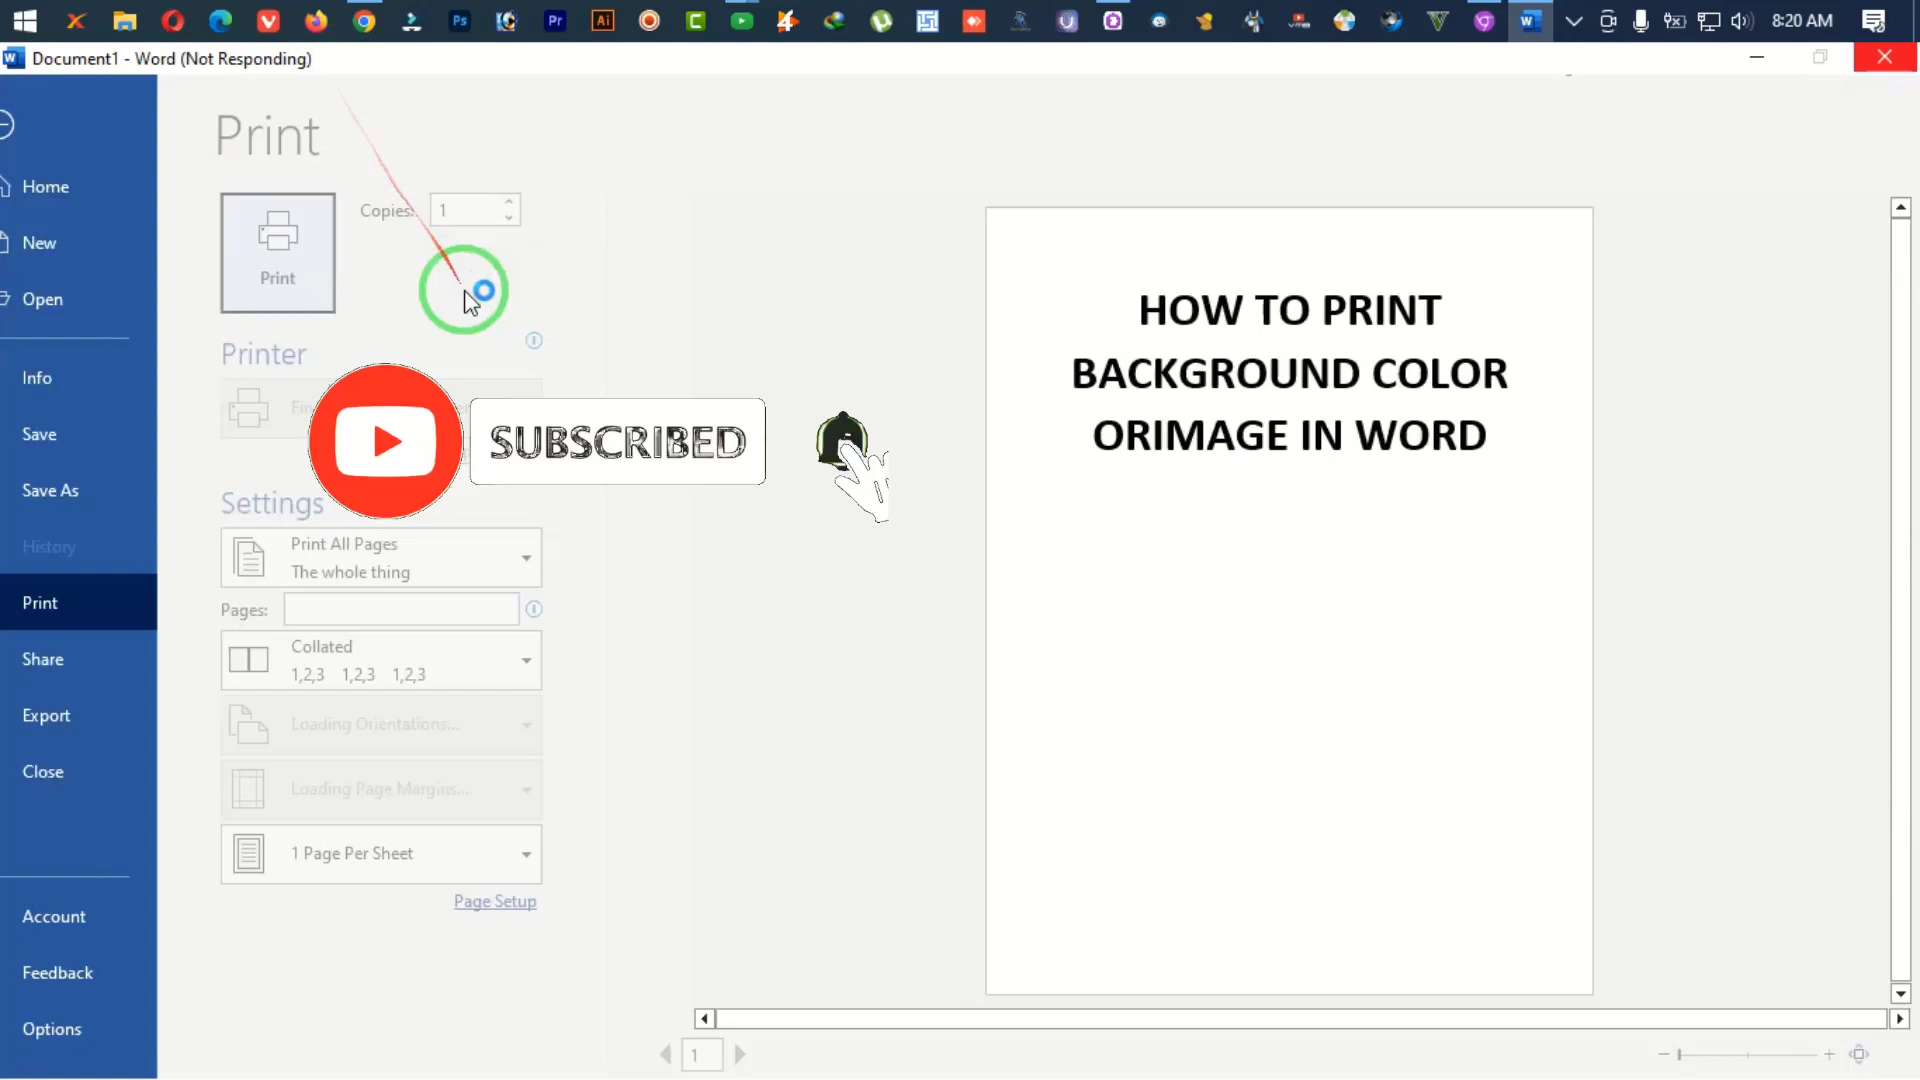 8:20 AM
Document1 - Word (Not Responding)
Print
Home
New
Open
Info
Save
Save As
History
Print
Share
Export
Close
Account
Feedback
Options
Print
Copies:
1
Printer
SUBSCRIBED
Settings
Print All Pages
The whole thing
Pages:
Collated
1,2,3 1,2,3 1,2,3
Loading Orientations...
Loading Page Margins...
1 Page Per Sheet
Page Setup
HOW TO PRINT
BACKGROUND COLOR
ORIMAGE IN WORD
1